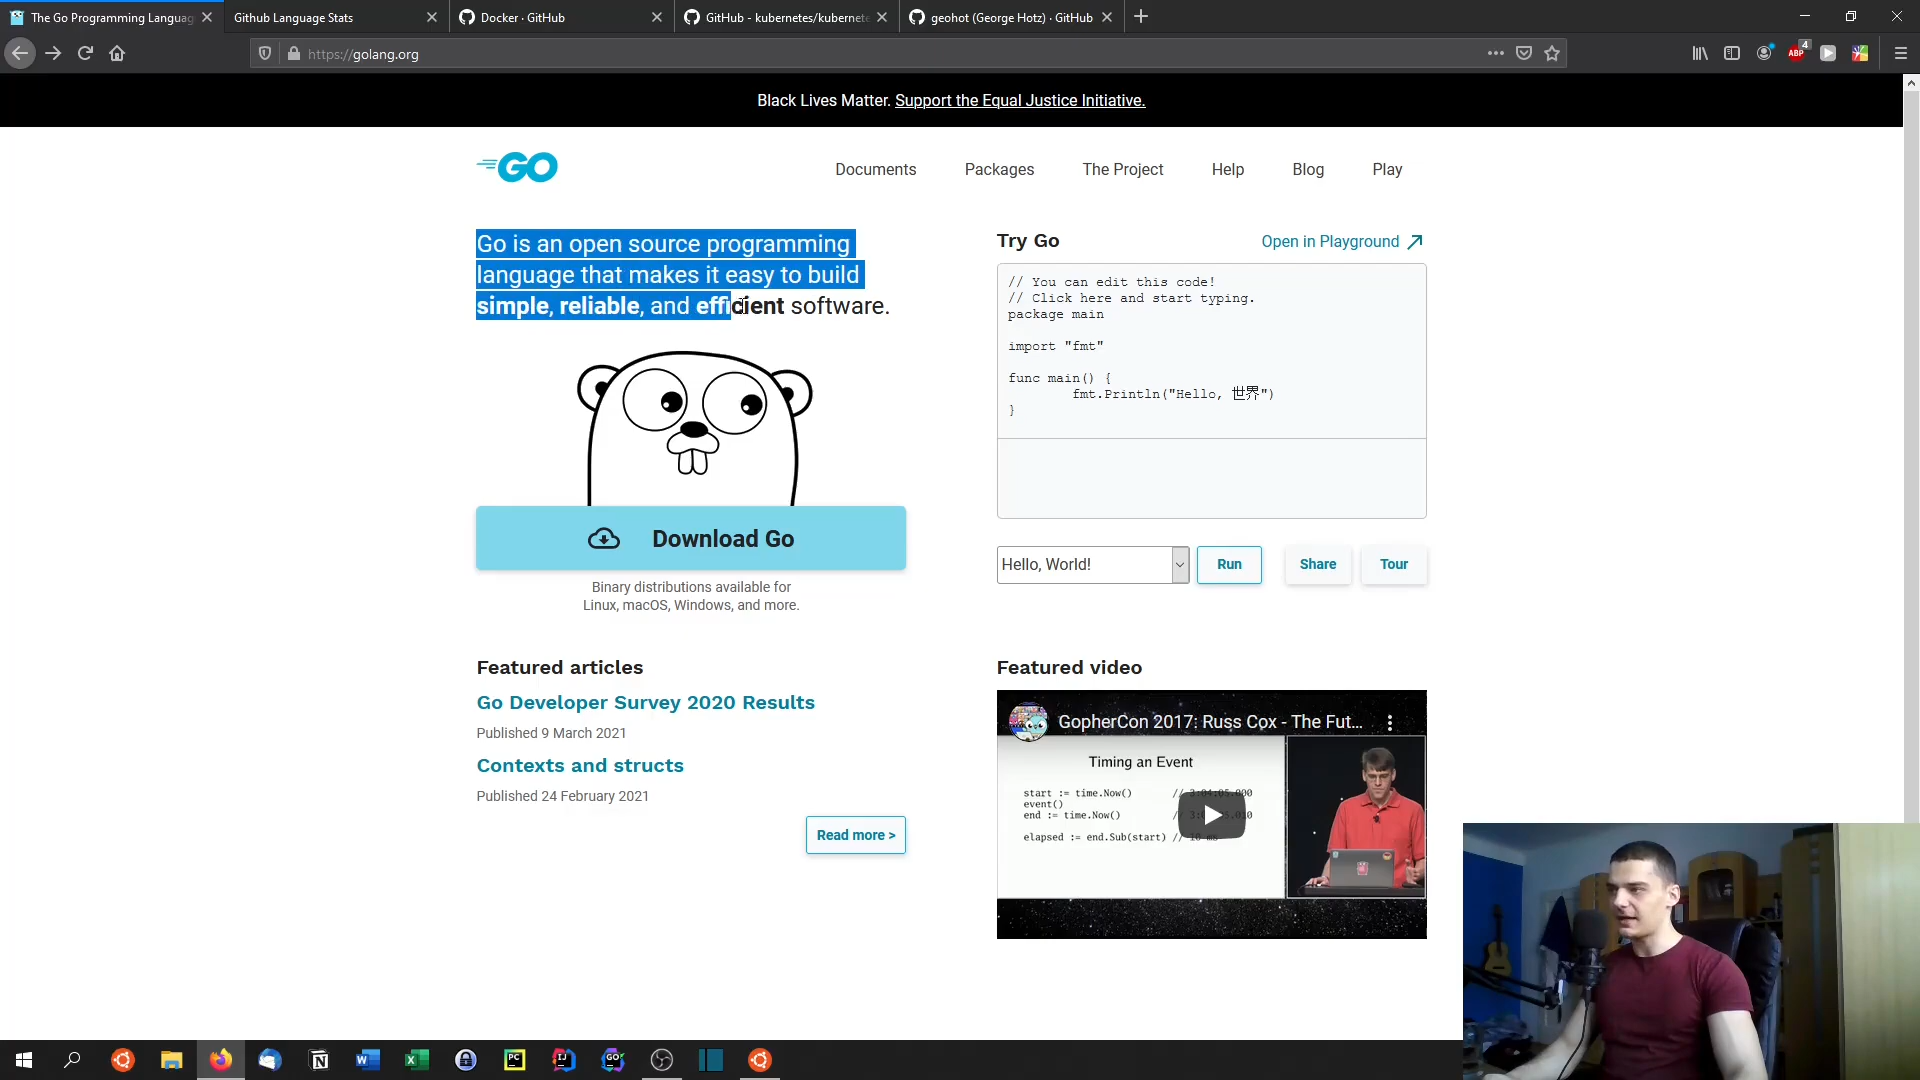 The Go Programming Languag
Github Language Stats
Docker · GitHub
GitHub - kubernetes/kubernete
geohot (George Hotz) · GitHub
https://golang.org
ABP
4
Black Lives Matter. Support the Equal Justice Initiative.
GO
Documents
Packages
The Project
Help
Blog
Play
Go is an open source programming
language that makes it easy to build
simple, reliable, and efficient software.
Download Go
Binary distributions available for
Linux, macOS, Windows, and more.
Try Go
Open in Playground
// You can edit this code!
// Click here and start typing.
package main
import "fmt"
func main() {
fmt.Println("Hello, 世界")
}
Hello, World!
Run
Share
Tour
Featured articles
Go Developer Survey 2020 Results
Published 9 March 2021
Contexts and structs
Published 24 February 2021
Read more >
Featured video
GopherCon 2017: Russ Cox - The Fut...
Timing an Event
start := time.Now()
event()
end := time.Now()
elapsed := end.Sub(start)
N
W
X
PC
IJ
GO